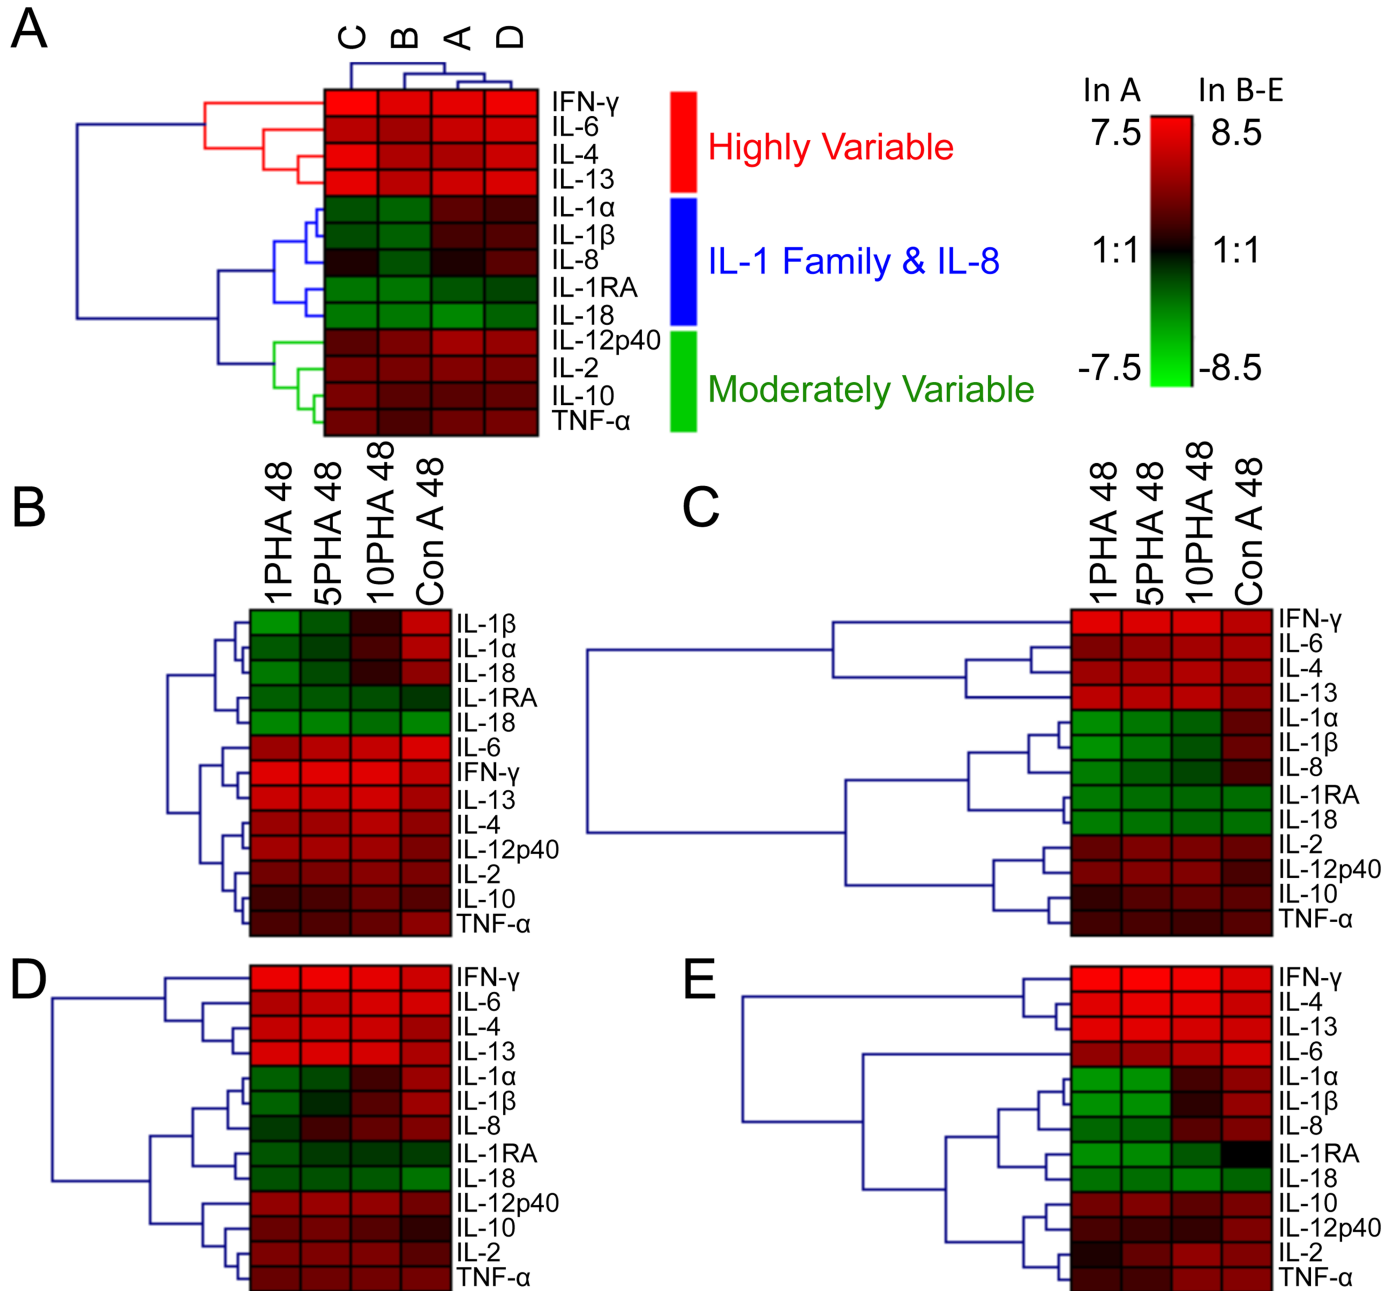 A
C B A D
IFN-γ
IL-6
IL-4
IL-13
IL-1α
IL-1β
IL-8
IL-1RA
IL-18
IL-12p40
IL-2
IL-10
TNF-α
Highly Variable
IL-1 Family & IL-8
Moderately Variable
In A In B-E
7.5 8.5
1:1 1:1
-7.5 -8.5
B
1PHA 48
5PHA 48
10PHA 48
Con A 48
IL-1β
IL-1α
IL-18
IL-1RA
IL-18
IL-6
IFN-γ
IL-13
IL-4
IL-12p40
IL-2
IL-10
TNF-α
C
1PHA 48
5PHA 48
10PHA 48
Con A 48
IFN-γ
IL-6
IL-4
IL-13
IL-1α
IL-1β
IL-8
IL-1RA
IL-18
IL-2
IL-12p40
IL-10
TNF-α
D
IFN-γ
IL-6
IL-4
IL-13
IL-1α
IL-1β
IL-8
IL-1RA
IL-18
IL-12p40
IL-10
IL-2
TNF-α
E
IFN-γ
IL-4
IL-13
IL-6
IL-1α
IL-1β
IL-8
IL-1RA
IL-18
IL-10
IL-12p40
IL-2
TNF-α